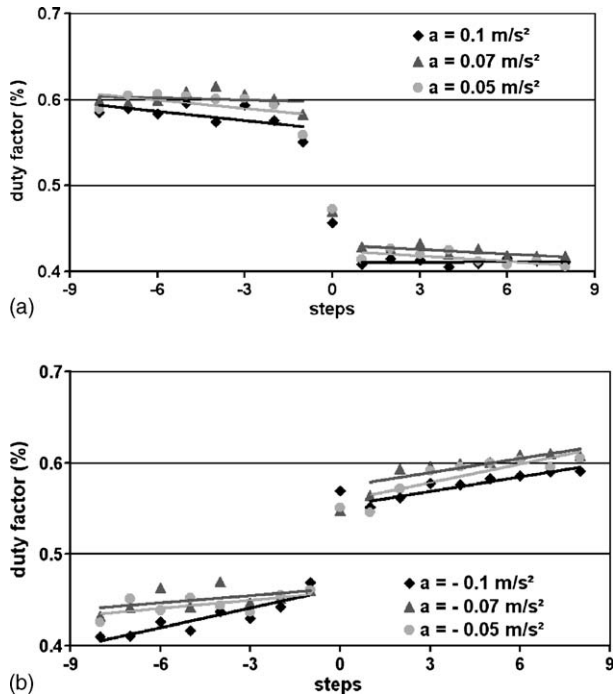 0.7
◆ a = 0.1 m/s²
▲ a = 0.07 m/s²
● a = 0.05 m/s²
duty factor (%)
0.6
0.5
0.4
-9 -6 -3 0 3 6 9
steps
(a)
0.7
duty factor (%)
0.6
0.5
◆ a = - 0.1 m/s²
▲ a = - 0.07 m/s²
● a = - 0.05 m/s²
0.4
-9 -6 -3 0 3 6 9
steps
(b)